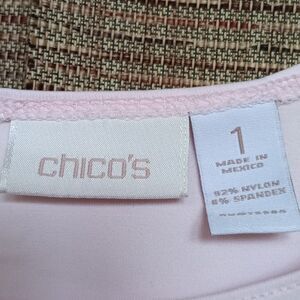 chico's
1
MADE IN
MEXICO
92% NYLON
8% SPANDEX